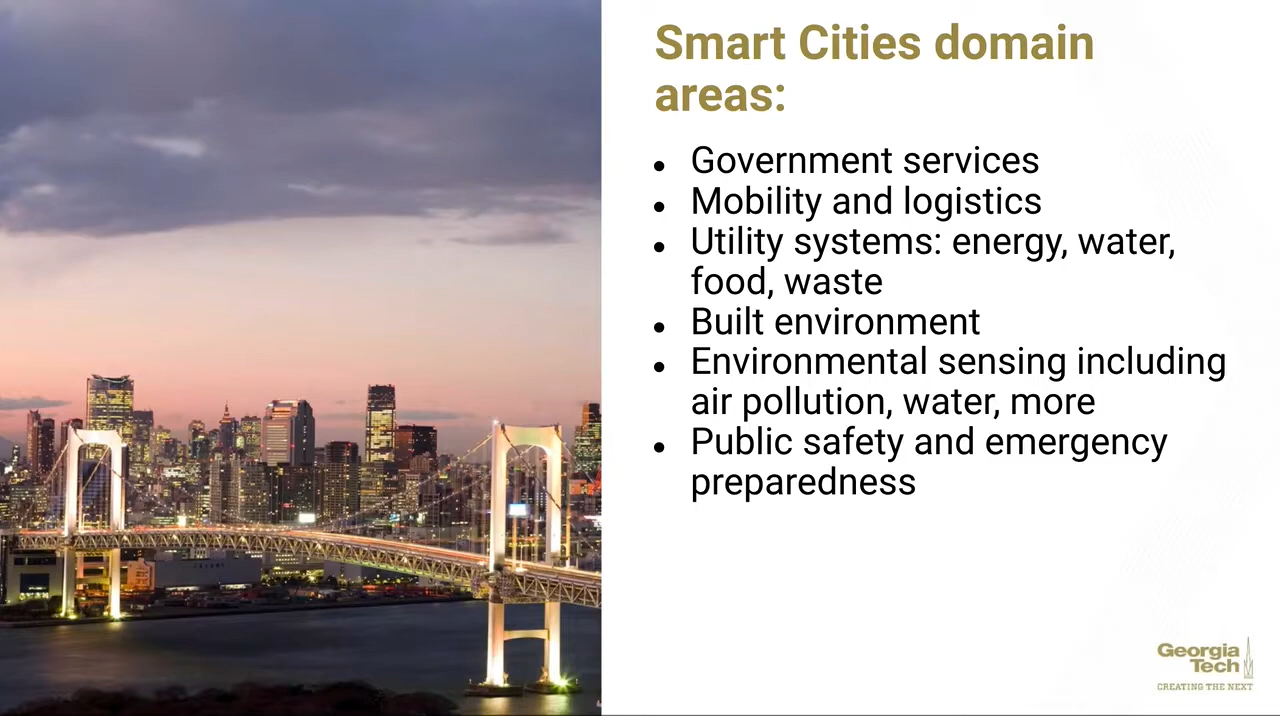 Smart Cities domain
areas:
● Government services
● Mobility and logistics
● Utility systems: energy, water,
food, waste
● Built environment
● Environmental sensing including
air pollution, water, more
● Public safety and emergency
preparedness
Georgia
Tech
CREATING THE NEXT